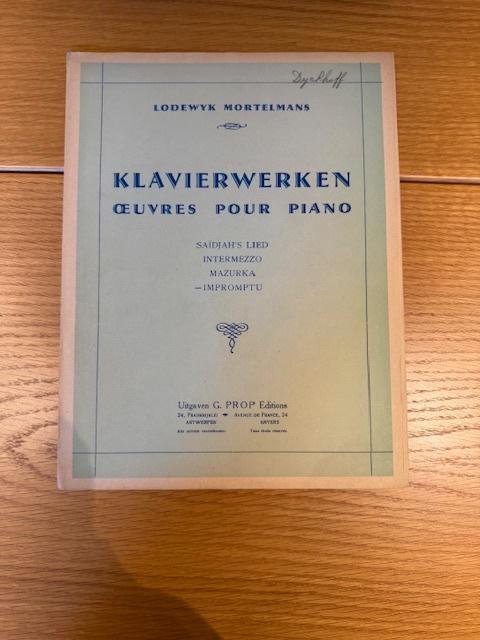 Dyckhoff
LODEWYK MORTELMANS
KLAVIERWERKEN
ŒUVRES POUR PIANO
SAÏDJAH'S LIED
INTERMEZZO
MAZURKA
—IMPROMPTU
Uitgaven G. PROP Editions
24, FRANKRIJKLEI AVENUE DE FRANCE, 24
ANTWERPEN ANVERS
Alle rechten voorbehouden Tous droits réservés